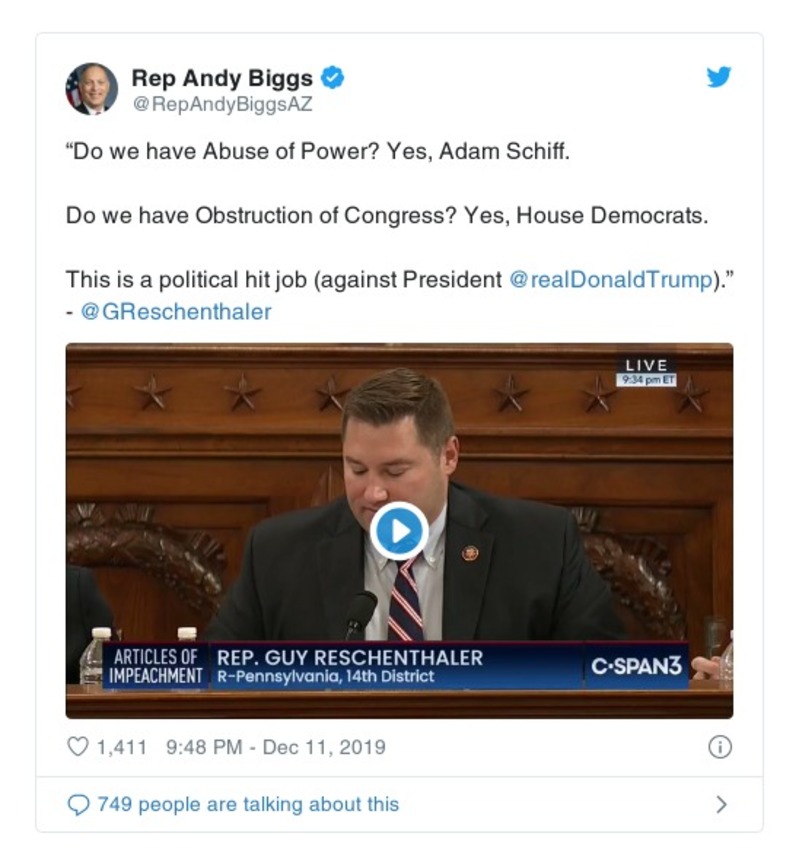 Rep Andy Biggs
@RepAndyBiggsAZ
“Do we have Abuse of Power? Yes, Adam Schiff.
Do we have Obstruction of Congress? Yes, House Democrats.
This is a political hit job (against President @realDonaldTrump).”
- @GReschenthaler
LIVE
9:34 pm ET
ARTICLES OF
IMPEACHMENT
REP. GUY RESCHENTHALER
R-Pennsylvania, 14th District
C-SPAN3
1,411 9:48 PM - Dec 11, 2019
749 people are talking about this